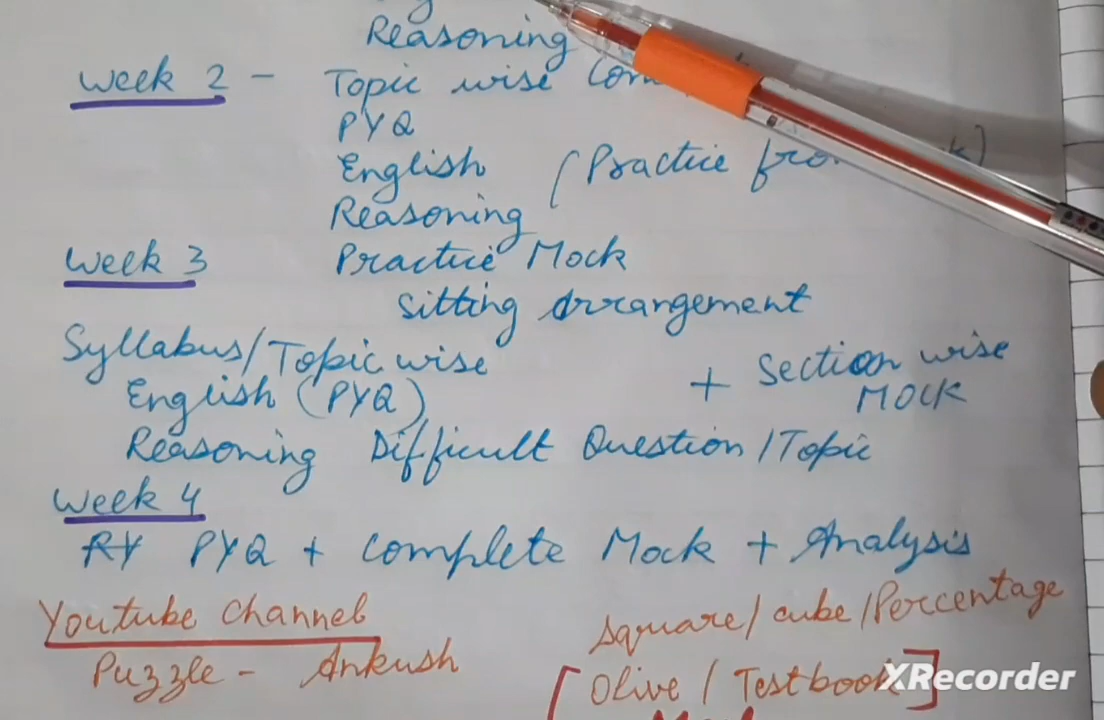 Reasoning
Week 2 - Topic wise
PYQ
English (Practice
Reasoning
Week 3 Practice Mock
Sitting Arrangement
Syllabus/Topic wise + Section wise
English (PYQ) MOCK
Reasoning Difficult Question/Topic
Week 4
PYQ + Complete Mock + Analysis
Youtube Channel Square/cube/Percentage
Puzzle - Ankush [Olive / Testbook]
XRecorder